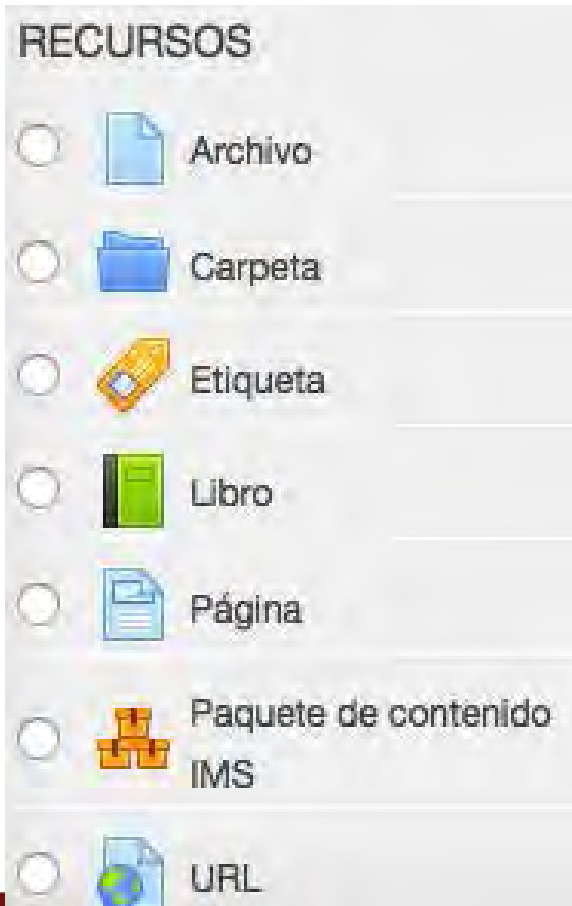 RECURSOS
Archivo
Carpeta
Etiqueta
Libro
Página
Paquete de contenido
IMS
URL